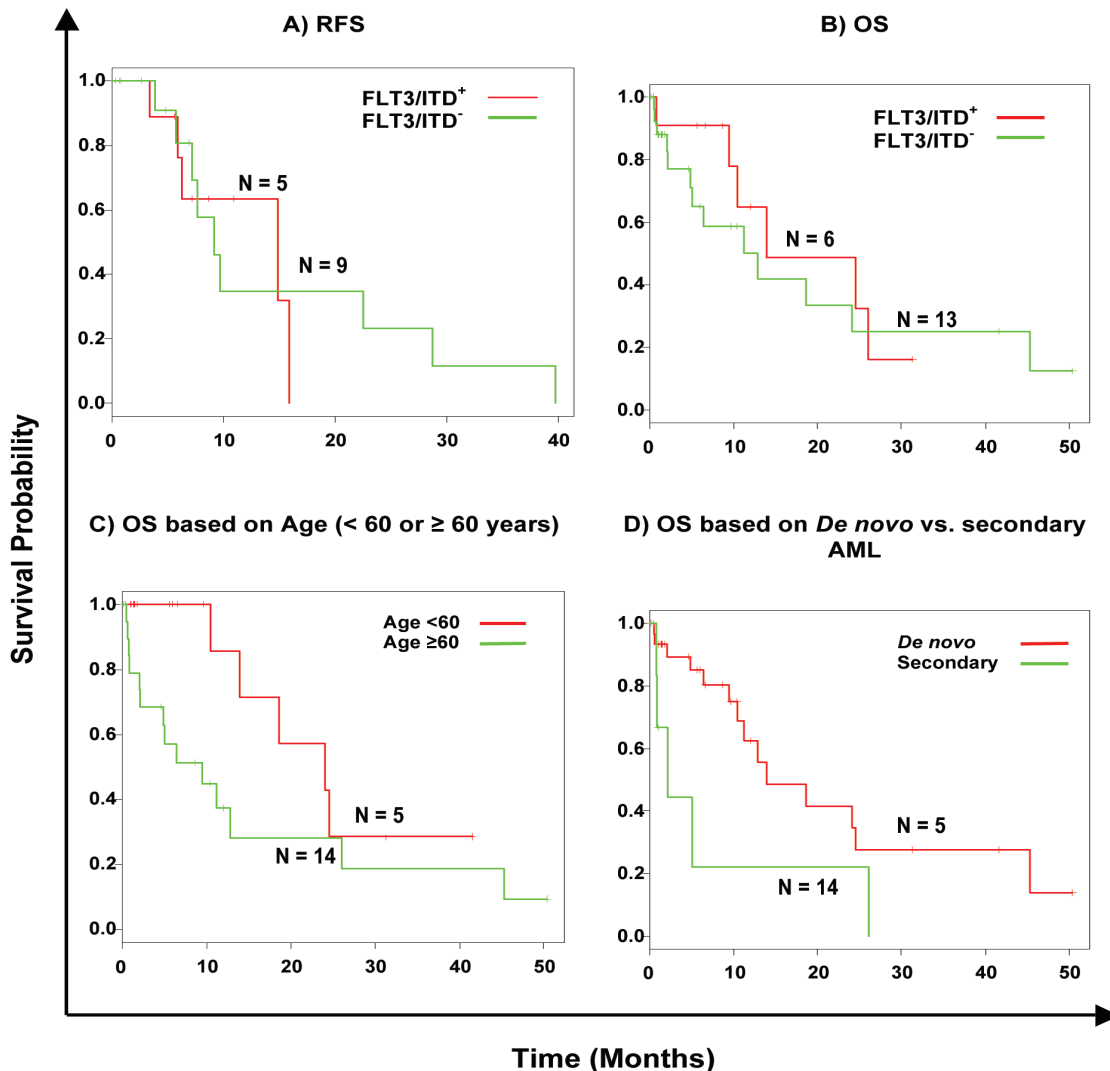 A) RFS
1.0
0.8
0.6
0.4
0.2
0.0
0
10
20
30
40
FLT3/ITD+
FLT3/ITD-
N = 5
N = 9
B) OS
1.0
0.8
0.6
0.4
0.2
0.0
0
10
20
30
40
50
FLT3/ITD+
FLT3/ITD-
N = 6
N = 13
C) OS based on Age (< 60 or ≥ 60 years)
1.0
0.8
0.6
0.4
0.2
0.0
0
10
20
30
40
50
Age <60
Age ≥60
N = 5
N = 14
D) OS based on De novo vs. secondary
AML
1.0
0.8
0.6
0.4
0.2
0.0
0
10
20
30
40
50
De novo
Secondary
N = 5
N = 14
Survival Probability
Time (Months)